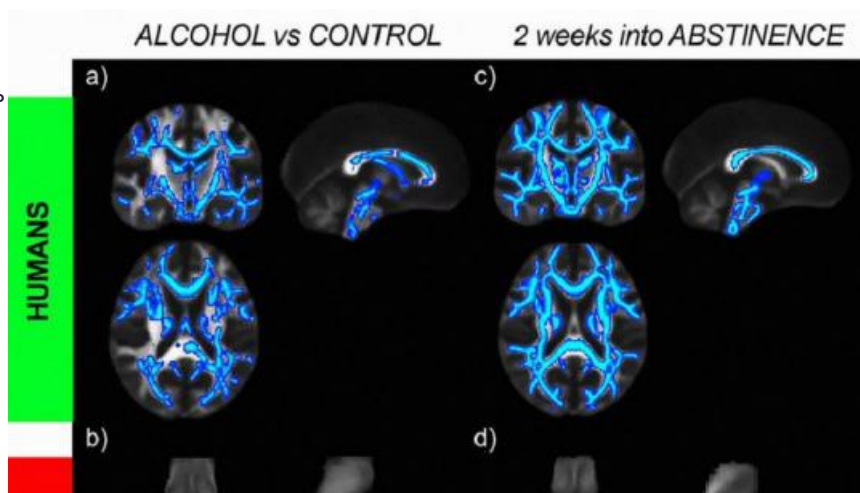 ALCOHOL vs CONTROL
2 weeks into ABSTINENCE
a)
c)
HUMANS
b)
d)